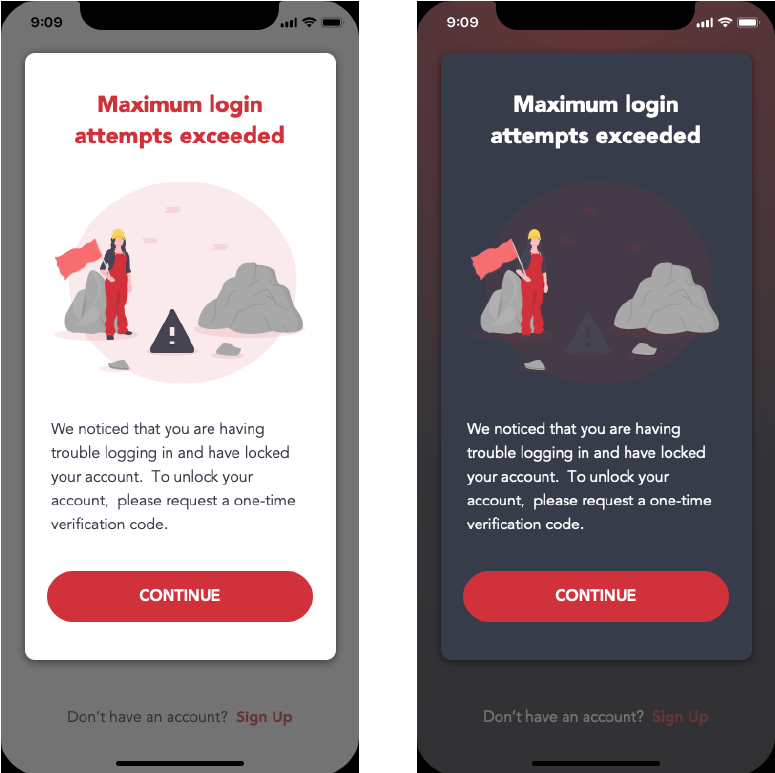 9:09
Maximum login
attempts exceeded
We noticed that you are having
trouble logging in and have locked
your account.  To unlock your
account,  please request a one-time
verification code.
CONTINUE
Don't have an account?  Sign Up
9:09
Maximum login
attempts exceeded
We noticed that you are having
trouble logging in and have locked
your account.  To unlock your
account,  please request a one-time
verification code.
CONTINUE
Don't have an account?  Sign Up